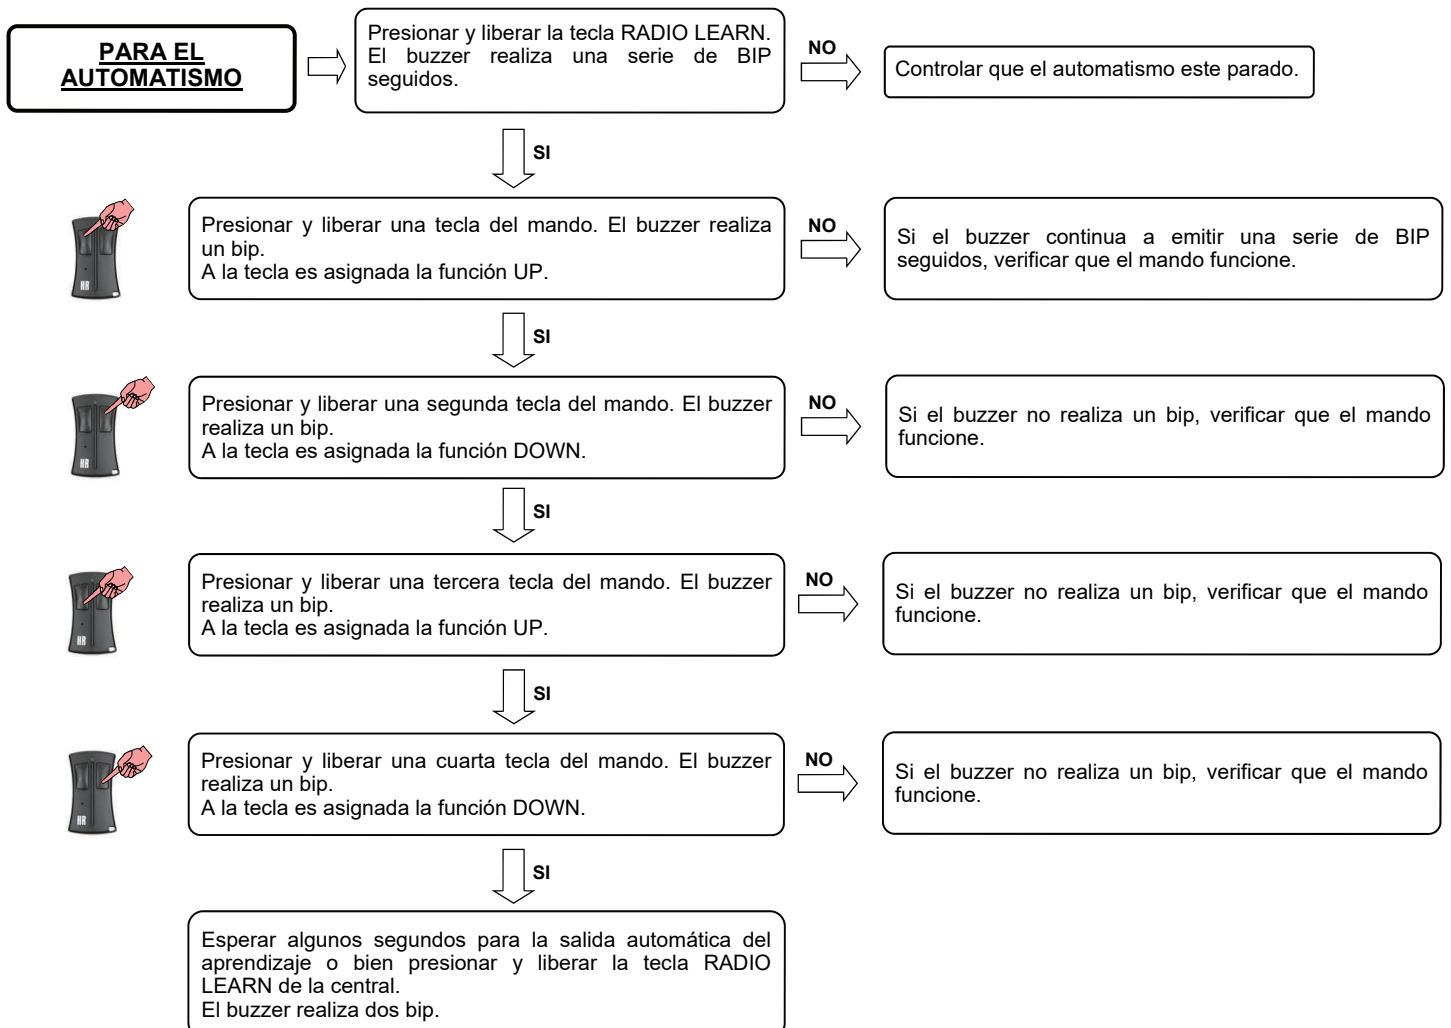 PARA EL
AUTOMATISMO
Presionar y liberar la tecla RADIO LEARN.
El buzzer realiza una serie de BIP
seguidos.
NO
Controlar que el automatismo este parado.
SI
Presionar y liberar una tecla del mando. El buzzer realiza
un bip.
A la tecla es asignada la función UP.
NO
Si el buzzer continua a emitir una serie de BIP
seguidos, verificar que el mando funcione.
HR
SI
Presionar y liberar una segunda tecla del mando. El buzzer
realiza un bip.
A la tecla es asignada la función DOWN.
NO
Si el buzzer no realiza un bip, verificar que el mando
funcione.
HR
SI
Presionar y liberar una tercera tecla del mando. El buzzer
realiza un bip.
A la tecla es asignada la función UP.
NO
Si el buzzer no realiza un bip, verificar que el mando
funcione.
HR
SI
Presionar y liberar una cuarta tecla del mando. El buzzer
realiza un bip.
A la tecla es asignada la función DOWN.
NO
Si el buzzer no realiza un bip, verificar que el mando
funcione.
HR
SI
Esperar algunos segundos para la salida automática del
aprendizaje o bien presionar y liberar la tecla RADIO
LEARN de la central.
El buzzer realiza dos bip.